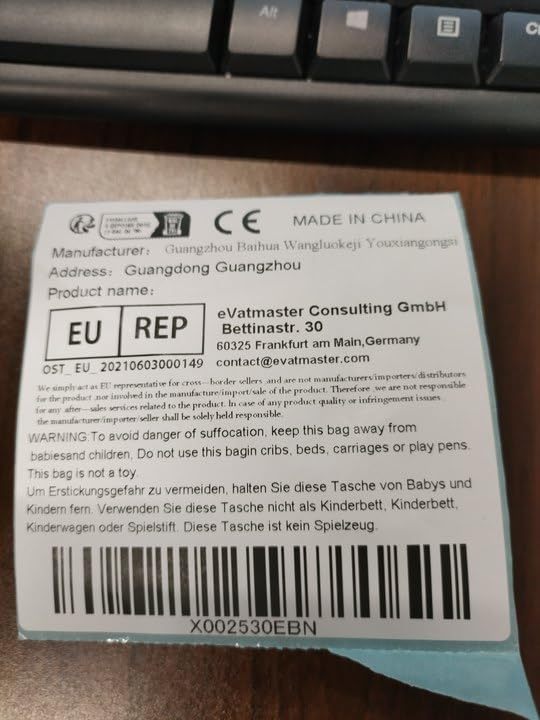 Alt
CE MADE IN CHINA
Manufacturer: Guangzhou Baihua Wangluokeji Youxiangongsi
Address: Guangdong Guangzhou
Product name:
EU REP
eVatmaster Consulting GmbH
Bettinastr. 30
60325 Frankfurt am Main,Germany
contact@evatmaster.com
OST_EU_20210603000149
We simply act as EU representative for cross—border sellers ,and are not manufacturers/importers/distributors
for the product ,nor involved in the manufacture/import/sale of the product. Therefore ,we are not responsible
for any after—sales services related to the product. In case of any product quality or infringement issues,
the manufacturer/importer/seller shall be solely held responsible.
WARNING:To avoid danger of suffocation, keep this bag away from
babiesand children, Do not use this bagin cribs, beds, carriages or play pens.
This bag is not a toy.
Um Erstickungsgefahr zu vermeiden, halten Sie diese Tasche von Babys und
Kindern fern. Verwenden Sie diese Tasche nicht als Kinderbett, Kinderbett,
Kinderwagen oder Spielstift. Diese Tasche ist kein Spielzeug.
X002530EBN